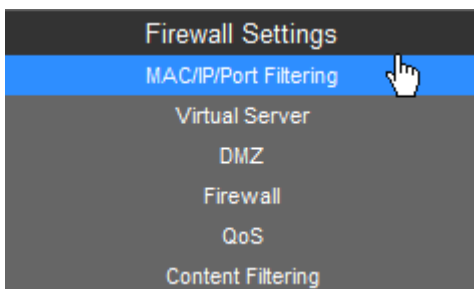 Firewall Settings
MAC/IP/Port Filtering
Virtual Server
DMZ
Firewall
QoS
Content Filtering